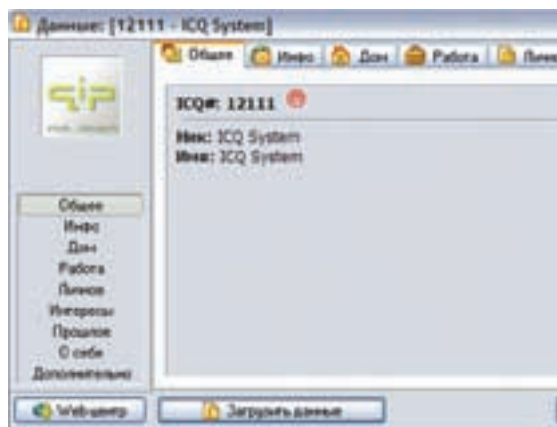 Данные: [12111 - ICQ System]
Общее Инфо Дом Работа
qip
ICQ#: 12111
Ник: ICQ System
Имя: ICQ System
Общее
Инфо
Дом
Работа
Личное
Интересы
Прошлое
О себе
Дополнительно
Web-центр Загрузить данные